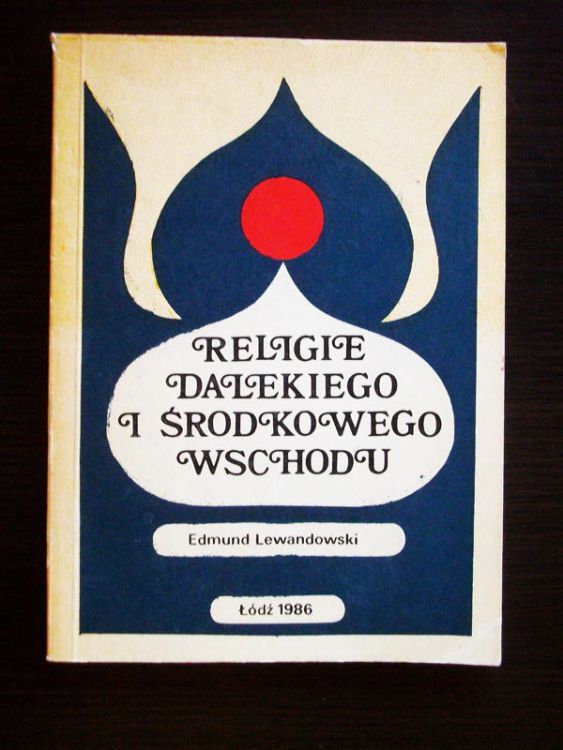 RELIGIE
DALEKIEGO
I ŚRODKOWEGO
WSCHODU
Edmund Lewandowski
Łódź 1986